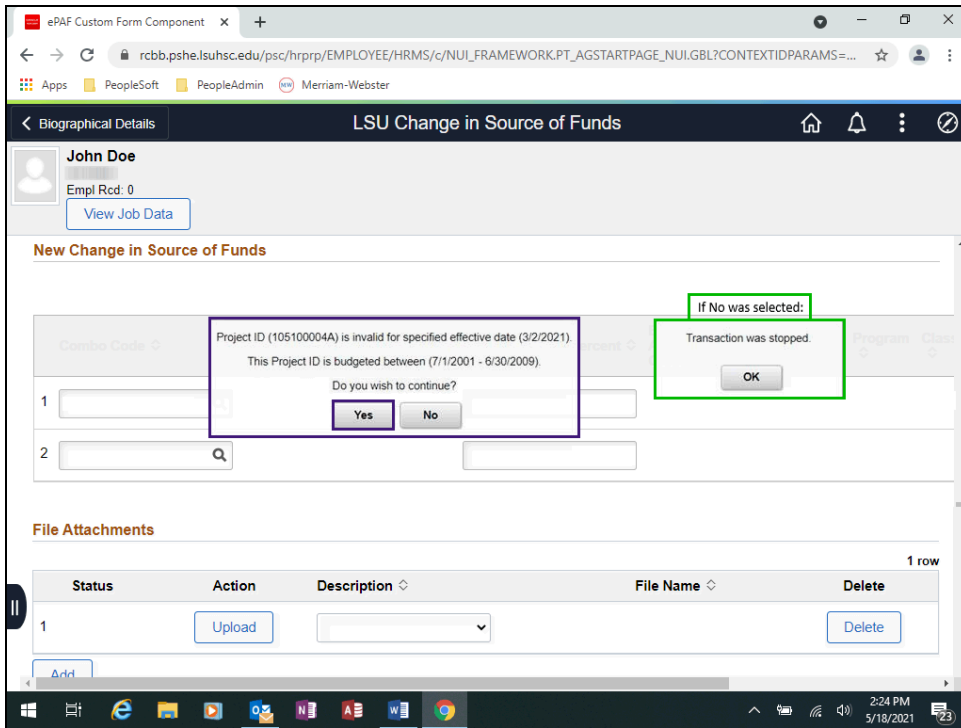 ePAF Custom Form Component
rcbb.pshe.lsuhsc.edu/psc/hrprp/EMPLOYEE/HRMS/c/NUI_FRAMEWORK.PT_AGSTARTPAGE_NUI.GBL?CONTEXTIDPARAMS=...
Apps PeopleSoft PeopleAdmin MW Merriam-Webster
Biographical Details LSU Change in Source of Funds
John Doe
Empl Rcd: 0
View Job Data
New Change in Source of Funds
If No was selected:
Combo Code
Project ID (105100004A) is invalid for specified effective date (3/2/2021).
This Project ID is budgeted between (7/1/2001 - 6/30/2009).
Do you wish to continue?
Yes No
Transaction was stopped.
OK
Program Class
1
2
File Attachments
1 row
Status Action Description File Name Delete
1 Upload Delete
Add
2:24 PM
5/18/2021
23